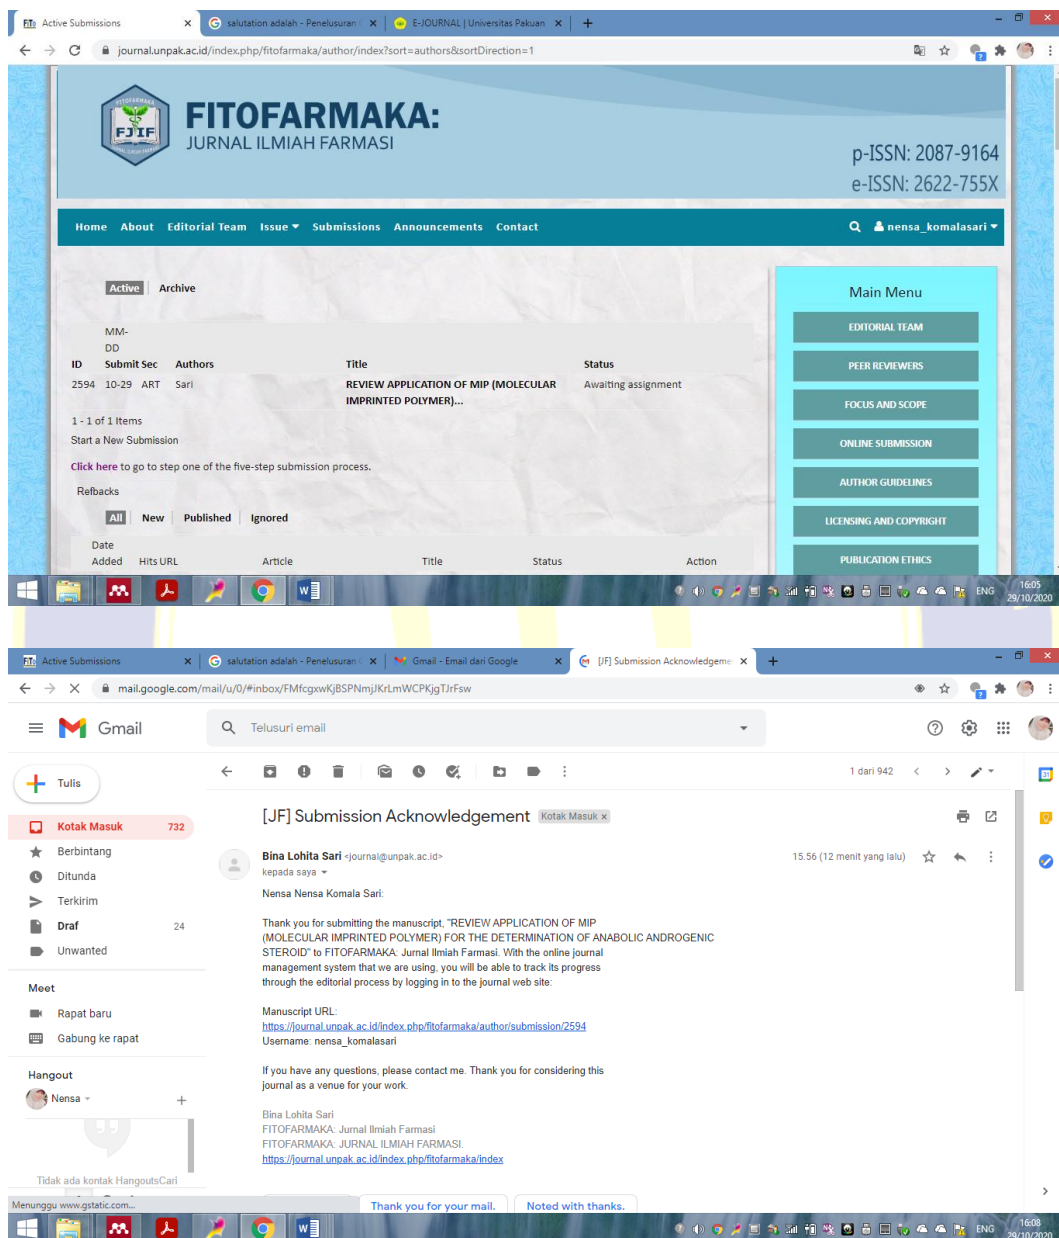 Active Submissions
salutation adalah - Penelusuran
E-JOURNAL | Universitas Pakuan
journal.unpak.ac.id/index.php/fitofarmaka/author/index?sort=authors&sortDirection=1
FJIF
FITOFARMAKA:
JURNAL ILMIAH FARMASI
p-ISSN: 2087-9164
e-ISSN: 2622-755X
Home About Editorial Team Issue Submissions Announcements Contact nensa_komalasari
Active Archive
Main Menu
EDITORIAL TEAM
PEER REVIEWERS
FOCUS AND SCOPE
ONLINE SUBMISSION
AUTHOR GUIDELINES
LICENSING AND COPYRIGHT
PUBLICATION ETHICS
MM-
DD
ID Submit Sec Authors Title Status
2594 10-29 ART Sari REVIEW APPLICATION OF MIP (MOLECULAR Awaiting assignment
IMPRINTED POLYMER)...
1 - 1 of 1 Items
Start a New Submission
Click here to go to step one of the five-step submission process.
Refbacks
All New Published Ignored
Date
Added Hits URL Article Title Status Action
ENG
16:05
29/10/2020
Active Submissions
salutation adalah - Penelusuran
Gmail - Email dari Google
[JF] Submission Acknowledgeme
mail.google.com/mail/u/0/#inbox/FMfcgxwKjBSPNmjJKrLmWCPKjgTJrFsw
Gmail
Telusuri email
Tulis
1 dari 942
Kotak Masuk 732
Berbintang
Ditunda
Terkirim
Draf 24
Unwanted
Meet
Rapat baru
Gabung ke rapat
Hangout
Nensa
Tidak ada kontak Hangouts
Cari
[JF] Submission Acknowledgement Kotak Masuk x
Bina Lohita Sari <journal@unpak.ac.id>
15.56 (12 menit yang lalu)
kepada saya
Nensa Nensa Komala Sari:
Thank you for submitting the manuscript, "REVIEW APPLICATION OF MIP
(MOLECULAR IMPRINTED POLYMER) FOR THE DETERMINATION OF ANABOLIC ANDROGENIC
STEROID" to FITOFARMAKA: Jurnal Ilmiah Farmasi. With the online journal
management system that we are using, you will be able to track its progress
through the editorial process by logging in to the journal web site:
Manuscript URL:
https://journal.unpak.ac.id/index.php/fitofarmaka/author/submission/2594
Username: nensa_komalasari
If you have any questions, please contact me. Thank you for considering this
journal as a venue for your work.
Bina Lohita Sari
FITOFARMAKA: Jurnal Ilmiah Farmasi
FITOFARMAKA: JURNAL ILMIAH FARMASI.
https://journal.unpak.ac.id/index.php/fitofarmaka/index
Thank you for your mail.
Noted with thanks.
Menunggu www.gstatic.com...
ENG
16:08
29/10/2020